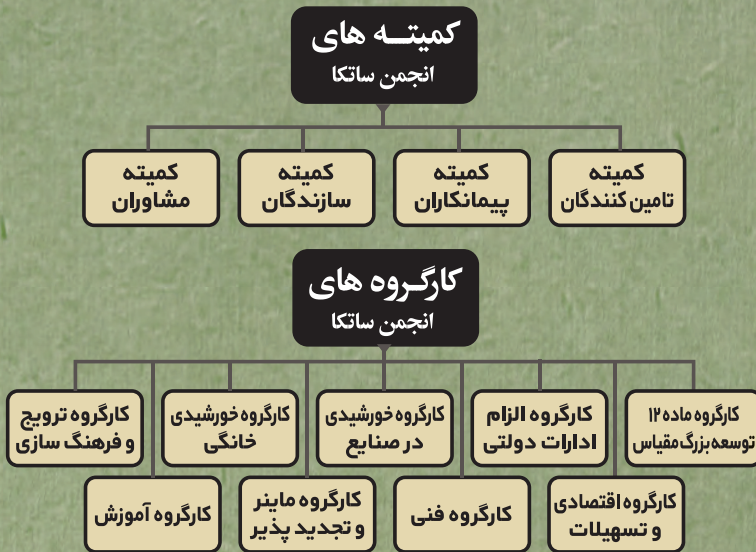 کمیتــه های
انجمن ساتکا
کمیته
تامین کنندگان
کمیته
پیمانکاران
کمیته
سازندگان
کمیته
مشاوران
کارگــروه های
انجمن ساتکا
کارگروه ماده ۱۲
توسعه بزرگ مقیاس
کارگروه الزام
ادارات دولتی
کارگروه خورشیدی
در صنایع
کارگروه خورشیدی
خانگی
کارگروه ترویج
و فرهنگ سازی
کارگروه اقتصادی
و تسهیلات
کارگروه فنی
کارگروه ماینر
و تجدید پذیر
کارگروه آموزش